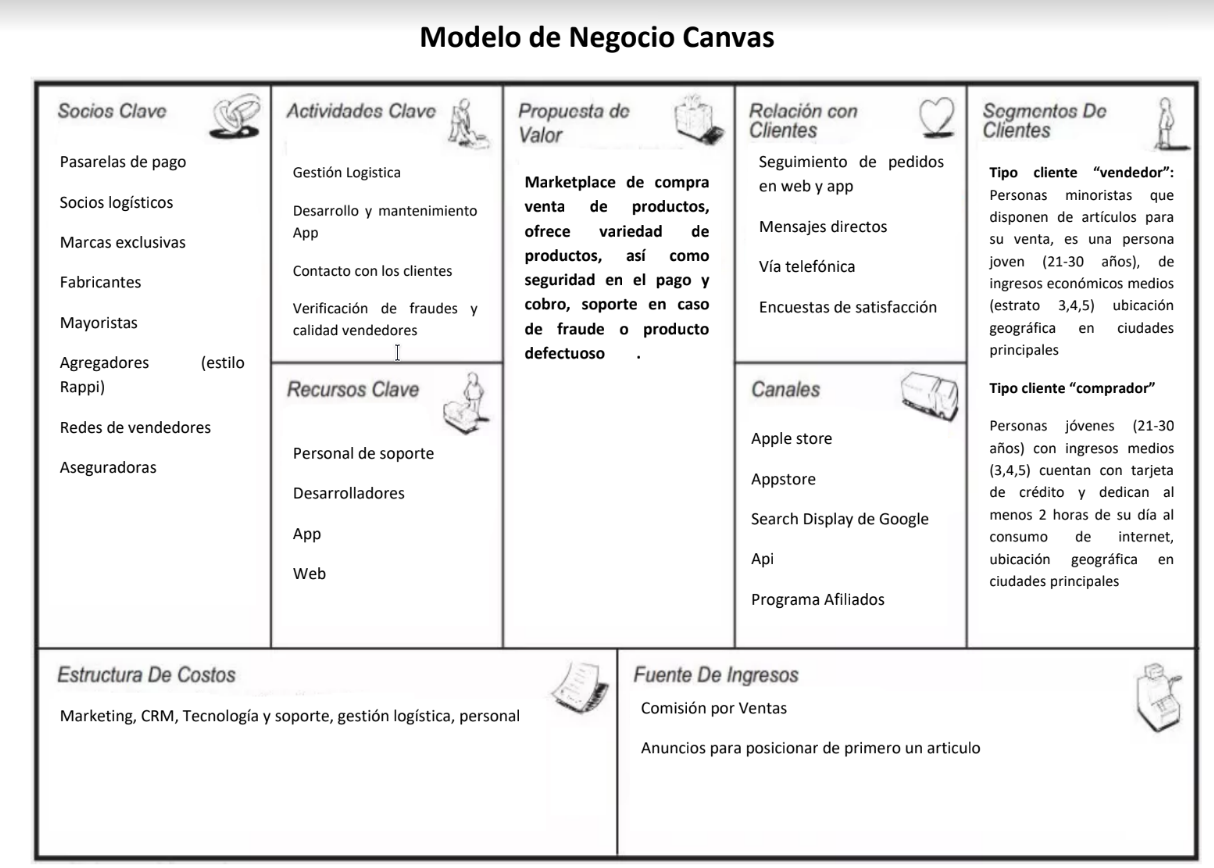 Modelo de Negocio Canvas
Socios Clave
Pasarelas de pago
Socios logísticos
Marcas exclusivas
Fabricantes
Mayoristas
Agregadores (estilo
Rappi)
Redes de vendedores
Aseguradoras
Actividades Clave
Gestión Logistica
Desarrollo y mantenimiento
App
Contacto con los clientes
Verificación de fraudes y
calidad vendedores
Recursos Clave
Personal de soporte
Desarrolladores
App
Web
Propuesta de
Valor
Marketplace de compra
venta de productos,
ofrece variedad de
productos, así como
seguridad en el pago y
cobro, soporte en caso
de fraude o producto
defectuoso .
Relación con
Clientes
Seguimiento de pedidos
en web y app
Mensajes directos
Vía telefónica
Encuestas de satisfacción
Canales
Apple store
Appstore
Search Display de Google
Api
Programa Afiliados
Segmentos De
Clientes
Tipo cliente “vendedor”:
Personas minoristas que
disponen de artículos para
su venta, es una persona
joven (21-30 años), de
ingresos económicos medios
(estrato 3,4,5) ubicación
geográfica en ciudades
principales
Tipo cliente “comprador”
Personas jóvenes (21-30
años) con ingresos medios
(3,4,5) cuentan con tarjeta
de crédito y dedican al
menos 2 horas de su día al
consumo de internet,
ubicación geográfica en
ciudades principales
Estructura De Costos
Marketing, CRM, Tecnología y soporte, gestión logística, personal
Fuente De Ingresos
Comisión por Ventas
Anuncios para posicionar de primero un articulo